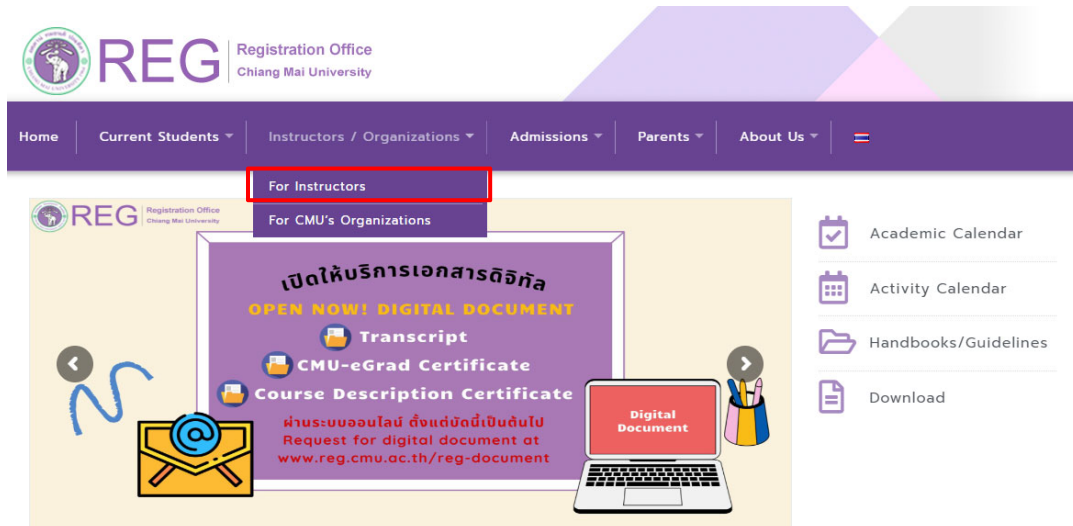 REG
Registration Office
Chiang Mai University
Home
Current Students
Instructors / Organizations
Admissions
Parents
About Us
For Instructors
For CMU's Organizations
REG
Registration Office
Chiang Mai University
เปิดให้บริการเอกสารดิจิทัล
OPEN NOW! DIGITAL DOCUMENT
Transcript
CMU-eGrad Certificate
Course Description Certificate
ผ่านระบบออนไลน์ ตั้งแต่บัดนี้เป็นต้นไป
Request for digital document at
www.reg.cmu.ac.th/reg-document
Digital
Document
Academic Calendar
Activity Calendar
Handbooks/Guidelines
Download